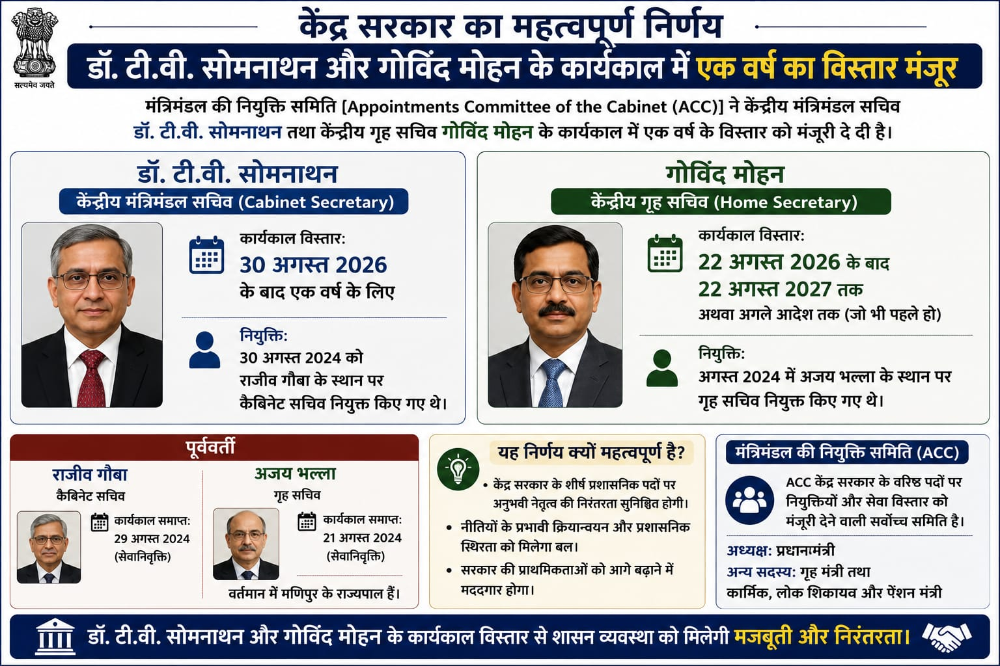 सत्यमेव जयते
केंद्र सरकार का महत्वपूर्ण निर्णय
डॉ. टी.वी. सोमनाथन और गोविंद मोहन के कार्यकाल में एक वर्ष का विस्तार मंजूर
मंत्रिमंडल की नियुक्ति समिति [Appointments Committee of the Cabinet (ACC)] ने केंद्रीय मंत्रिमंडल सचिव
डॉ. टी.वी. सोमनाथन तथा केंद्रीय गृह सचिव गोविंद मोहन के कार्यकाल में एक वर्ष के विस्तार को मंजूरी दे दी है।
डॉ. टी.वी. सोमनाथन
केंद्रीय मंत्रिमंडल सचिव (Cabinet Secretary)
कार्यकाल विस्तार:
30 अगस्त 2026
के बाद एक वर्ष के लिए
नियुक्ति:
30 अगस्त 2024 को
राजीव गौबा के स्थान पर
कैबिनेट सचिव नियुक्त किए गए थे।
गोविंद मोहन
केंद्रीय गृह सचिव (Home Secretary)
कार्यकाल विस्तार:
22 अगस्त 2026 के बाद
22 अगस्त 2027 तक
अथवा अगले आदेश तक (जो भी पहले हो)
नियुक्ति:
अगस्त 2024 में अजय भल्ला के स्थान पर
गृह सचिव नियुक्त किए गए थे।
पूर्ववर्ती
राजीव गौबा
कैबिनेट सचिव
कार्यकाल समाप्त:
29 अगस्त 2024
(सेवानिवृत्ति)
अजय भल्ला
गृह सचिव
कार्यकाल समाप्त:
21 अगस्त 2024
(सेवानिवृत्ति)
वर्तमान में मणिपुर के राज्यपाल हैं।
यह निर्णय क्यों महत्वपूर्ण है?
• केंद्र सरकार के शीर्ष प्रशासनिक पदों पर
अनुभवी नेतृत्व की निरंतरता सुनिश्चित होगी।
• नीतियों के प्रभावी क्रियान्वयन और प्रशासनिक
स्थिरता को मिलेगा बल।
• सरकार की प्राथमिकताओं को आगे बढ़ाने में
मददगार होगा।
मंत्रिमंडल की नियुक्ति समिति (ACC)
ACC केंद्र सरकार के वरिष्ठ पदों पर
नियुक्तियों और सेवा विस्तार को
मंजूरी देने वाली सर्वोच्च समिति है।
अध्यक्ष: प्रधानमंत्री
अन्य सदस्य: गृह मंत्री तथा
कार्मिक, लोक शिकायव और पेंशन मंत्री
डॉ. टी.वी. सोमनाथन और गोविंद मोहन के कार्यकाल विस्तार से शासन व्यवस्था को मिलेगी मजबूती और निरंतरता।